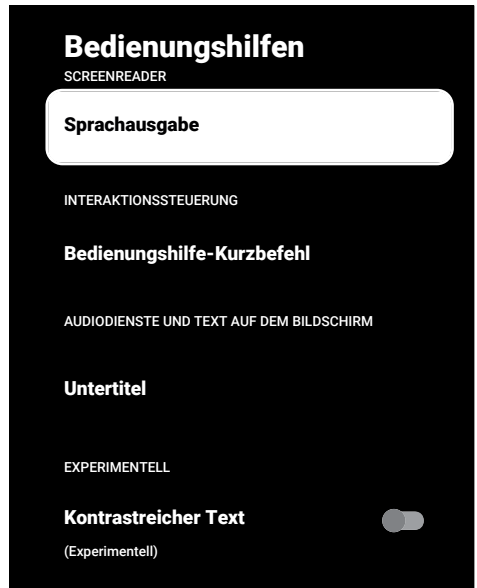 Bedienungshilfen
SCREENREADER
Sprachausgabe
INTERAKTIONSSTEUERUNG
Bedienungshilfe-Kurzbefehl
AUDIODIENSTE UND TEXT AUF DEM BILDSCHIRM
Untertitel
EXPERIMENTELL
Kontrastreicher Text
(Experimentell)